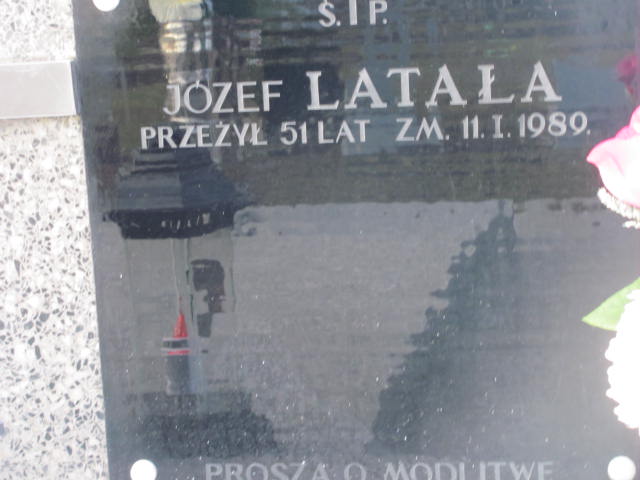 Ś. I P.
JÓZEF LATAŁA
PRZEŻYŁ 51 LAT ZM. 11. I. 1989.
PROSZĄ O MODLITWĘ